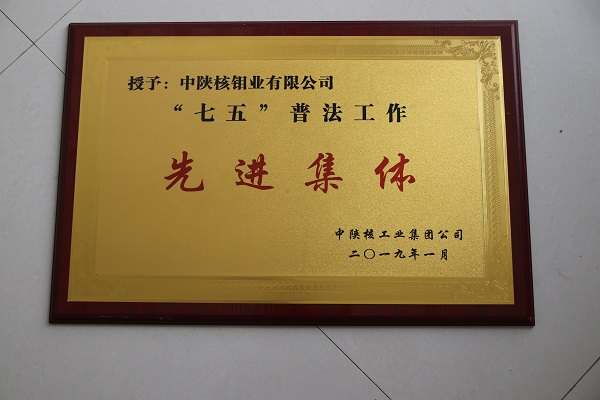 授予：中陕核钼业有限公司
“七五”普法工作
先进集体
中陕核工业集团公司
二〇一九年一月